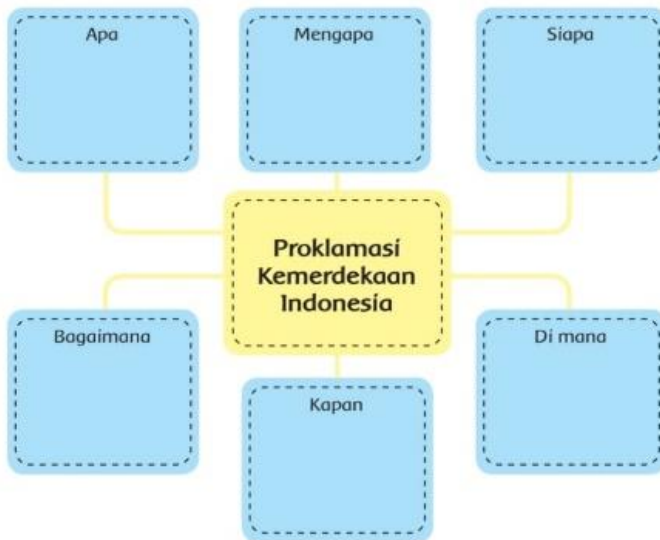 Apa
Mengapa
Siapa
Proklamasi
Kemerdekaan
Indonesia
Bagaimana
Kapan
Di mana